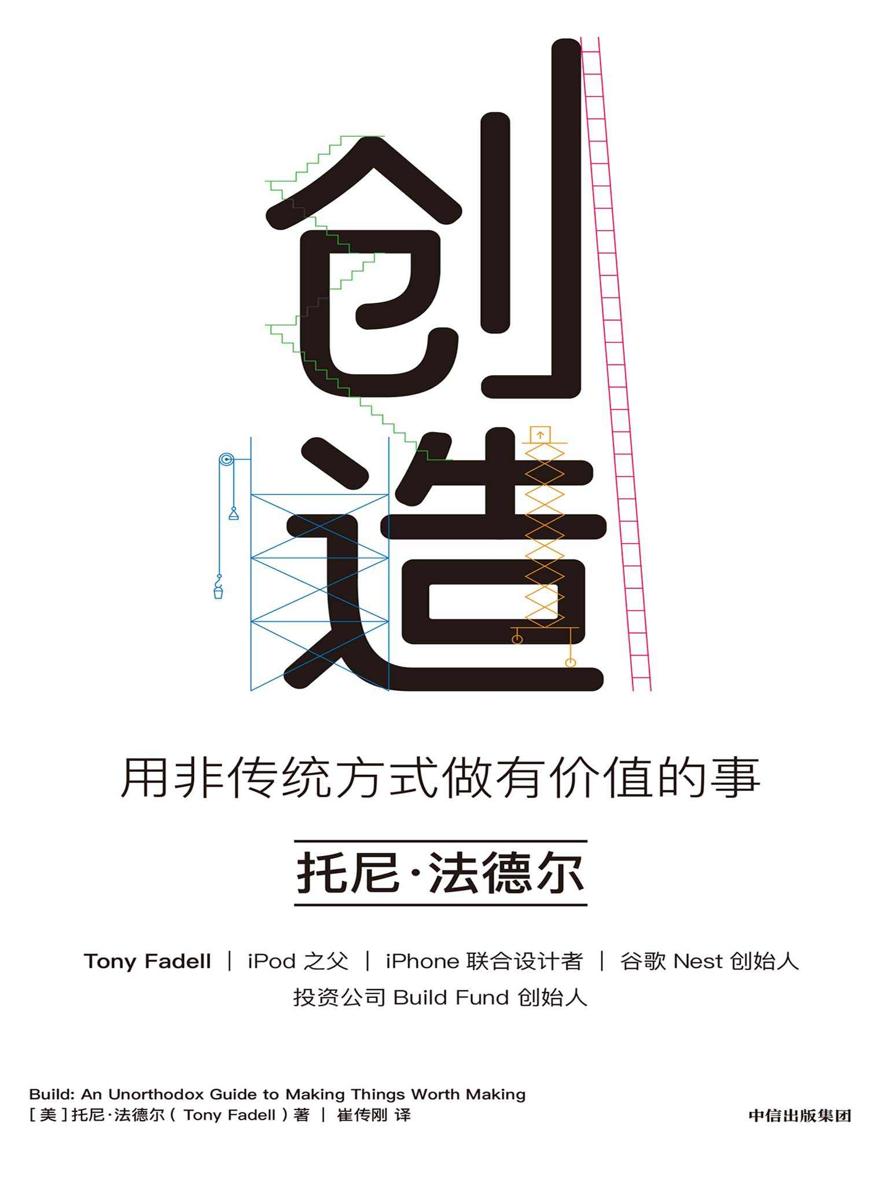 创
造
用非传统方式做有价值的事
托尼·法德尔
Tony Fadell | iPod 之父 | iPhone 联合设计者 | 谷歌 Nest 创始人
投资公司 Build Fund 创始人
Build: An Unorthodox Guide to Making Things Worth Making
[ 美 ] 托尼·法德尔 ( Tony Fadell ) 著 | 崔传刚 译
中信出版集团